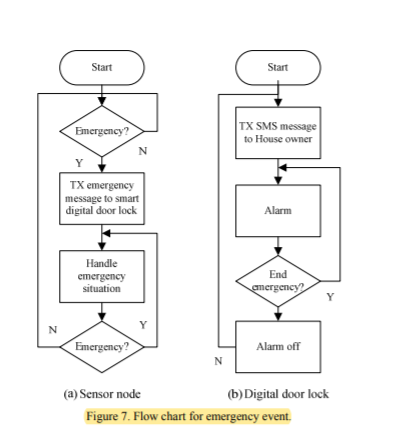 Start
Emergency?
N
Y
TX emergency
message to smart
digital door lock
Handle
emergency
situation
N
Y
Emergency?
(a) Sensor node
Start
TX SMS message
to House owner
Alarm
End
emergency?
Y
Alarm off
N
(b) Digital door lock
Figure 7. Flow chart for emergency event.